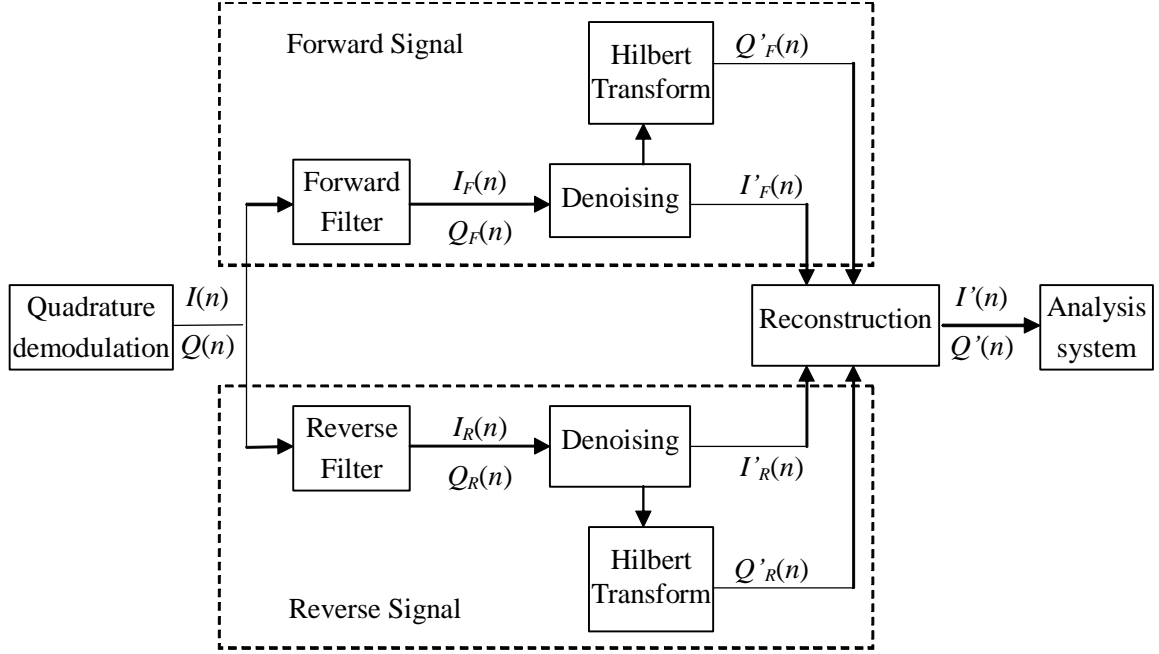 Forward Signal
Hilbert
Transform
Q’F(n)
Forward
Filter
IF(n)
QF(n)
Denoising
I’F(n)
Quadrature
demodulation
I(n)
Q(n)
Reconstruction
I’(n)
Q’(n)
Analysis
system
Reverse
Filter
IR(n)
QR(n)
Denoising
I’R(n)
Hilbert
Transform
Q’R(n)
Reverse Signal